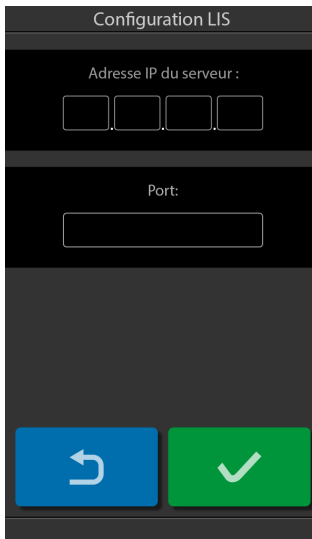 Configuration LIS
Adresse IP du serveur :
. . .
Port: